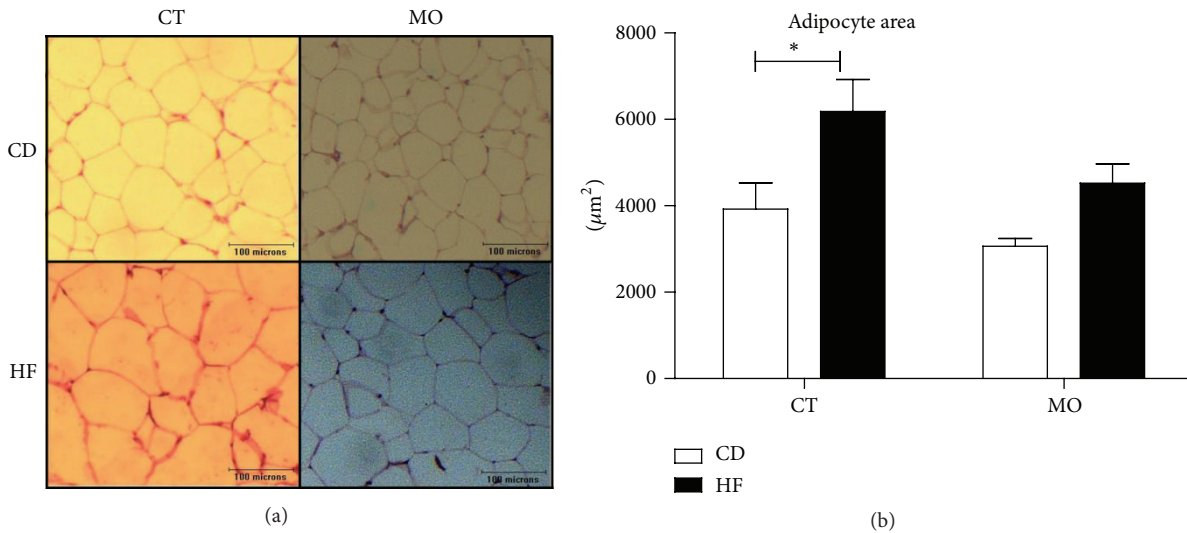 CT MO
CD
100 microns 100 microns
HF
100 microns 100 microns
(a)
Adipocyte area
*
8000
6000
4000
2000
0
(μm²)
CT MO
CD
HF
(b)